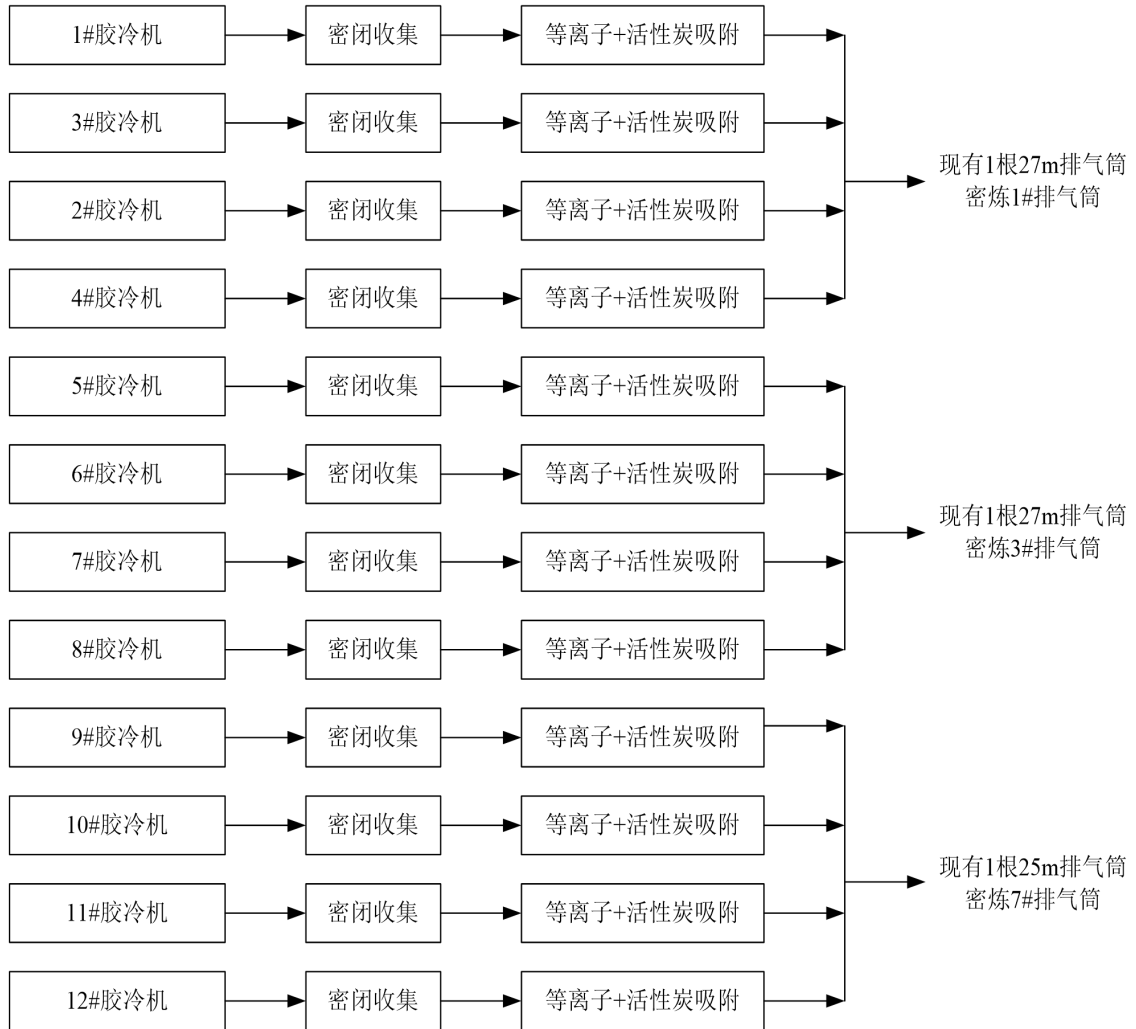 1#胶冷机
密闭收集
等离子+活性炭吸附
3#胶冷机
密闭收集
等离子+活性炭吸附
现有1根27m排气筒
密炼1#排气筒
2#胶冷机
密闭收集
等离子+活性炭吸附
4#胶冷机
密闭收集
等离子+活性炭吸附
5#胶冷机
密闭收集
等离子+活性炭吸附
6#胶冷机
密闭收集
等离子+活性炭吸附
现有1根27m排气筒
密炼3#排气筒
7#胶冷机
密闭收集
等离子+活性炭吸附
8#胶冷机
密闭收集
等离子+活性炭吸附
9#胶冷机
密闭收集
等离子+活性炭吸附
10#胶冷机
密闭收集
等离子+活性炭吸附
现有1根25m排气筒
密炼7#排气筒
11#胶冷机
密闭收集
等离子+活性炭吸附
12#胶冷机
密闭收集
等离子+活性炭吸附